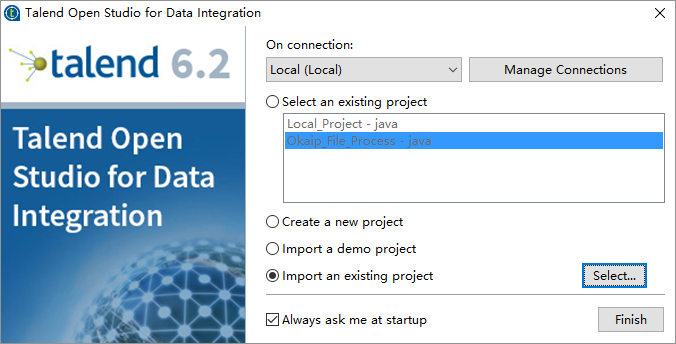 Talend Open Studio for Data Integration
talend 6.2
Talend Open
Studio for Data
Integration
On connection:
Local (Local)
Manage Connections
Select an existing project
Local_Project - java
Okaip_File_Process - java
Create a new project
Import a demo project
Import an existing project
Select...
Always ask me at startup
Finish